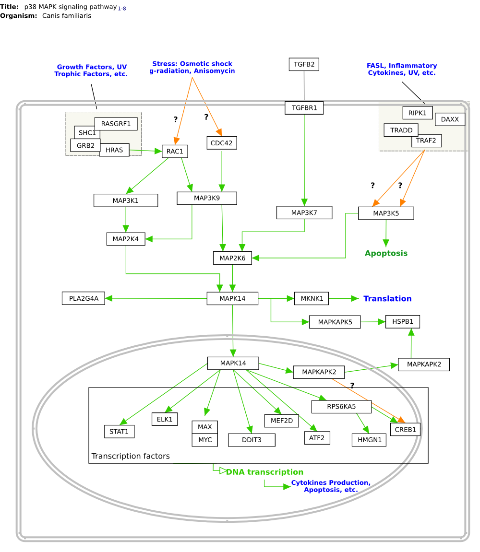 Title: p38 MAPK signaling pathway 1-8
Organism: Canis familiaris
Growth Factors, UV
Trophic Factors, etc.
Stress: Osmotic shock
g-radiation, Anisomycin
TGFB2
FASL, Inflammatory
Cytokines, UV, etc.
TGFBR1
RASGRF1
SHC1
GRB2
HRAS
?
?
RAC1
CDC42
RIPK1
DAXX
TRADD
TRAF2
?
?
MAP3K1
MAP3K9
MAP3K7
MAP3K5
MAP2K4
MAP2K6
Apoptosis
PLA2G4A
MAPK14
MKNK1
Translation
MAPKAPK5
HSPB1
MAPK14
MAPKAPK2
MAPKAPK2
?
RPS6KA5
STAT1
ELK1
MAX
MYC
DDIT3
MEF2D
ATF2
HMGN1
CREB1
Transcription factors
DNA transcription
Cytokines Production,
Apoptosis, etc.